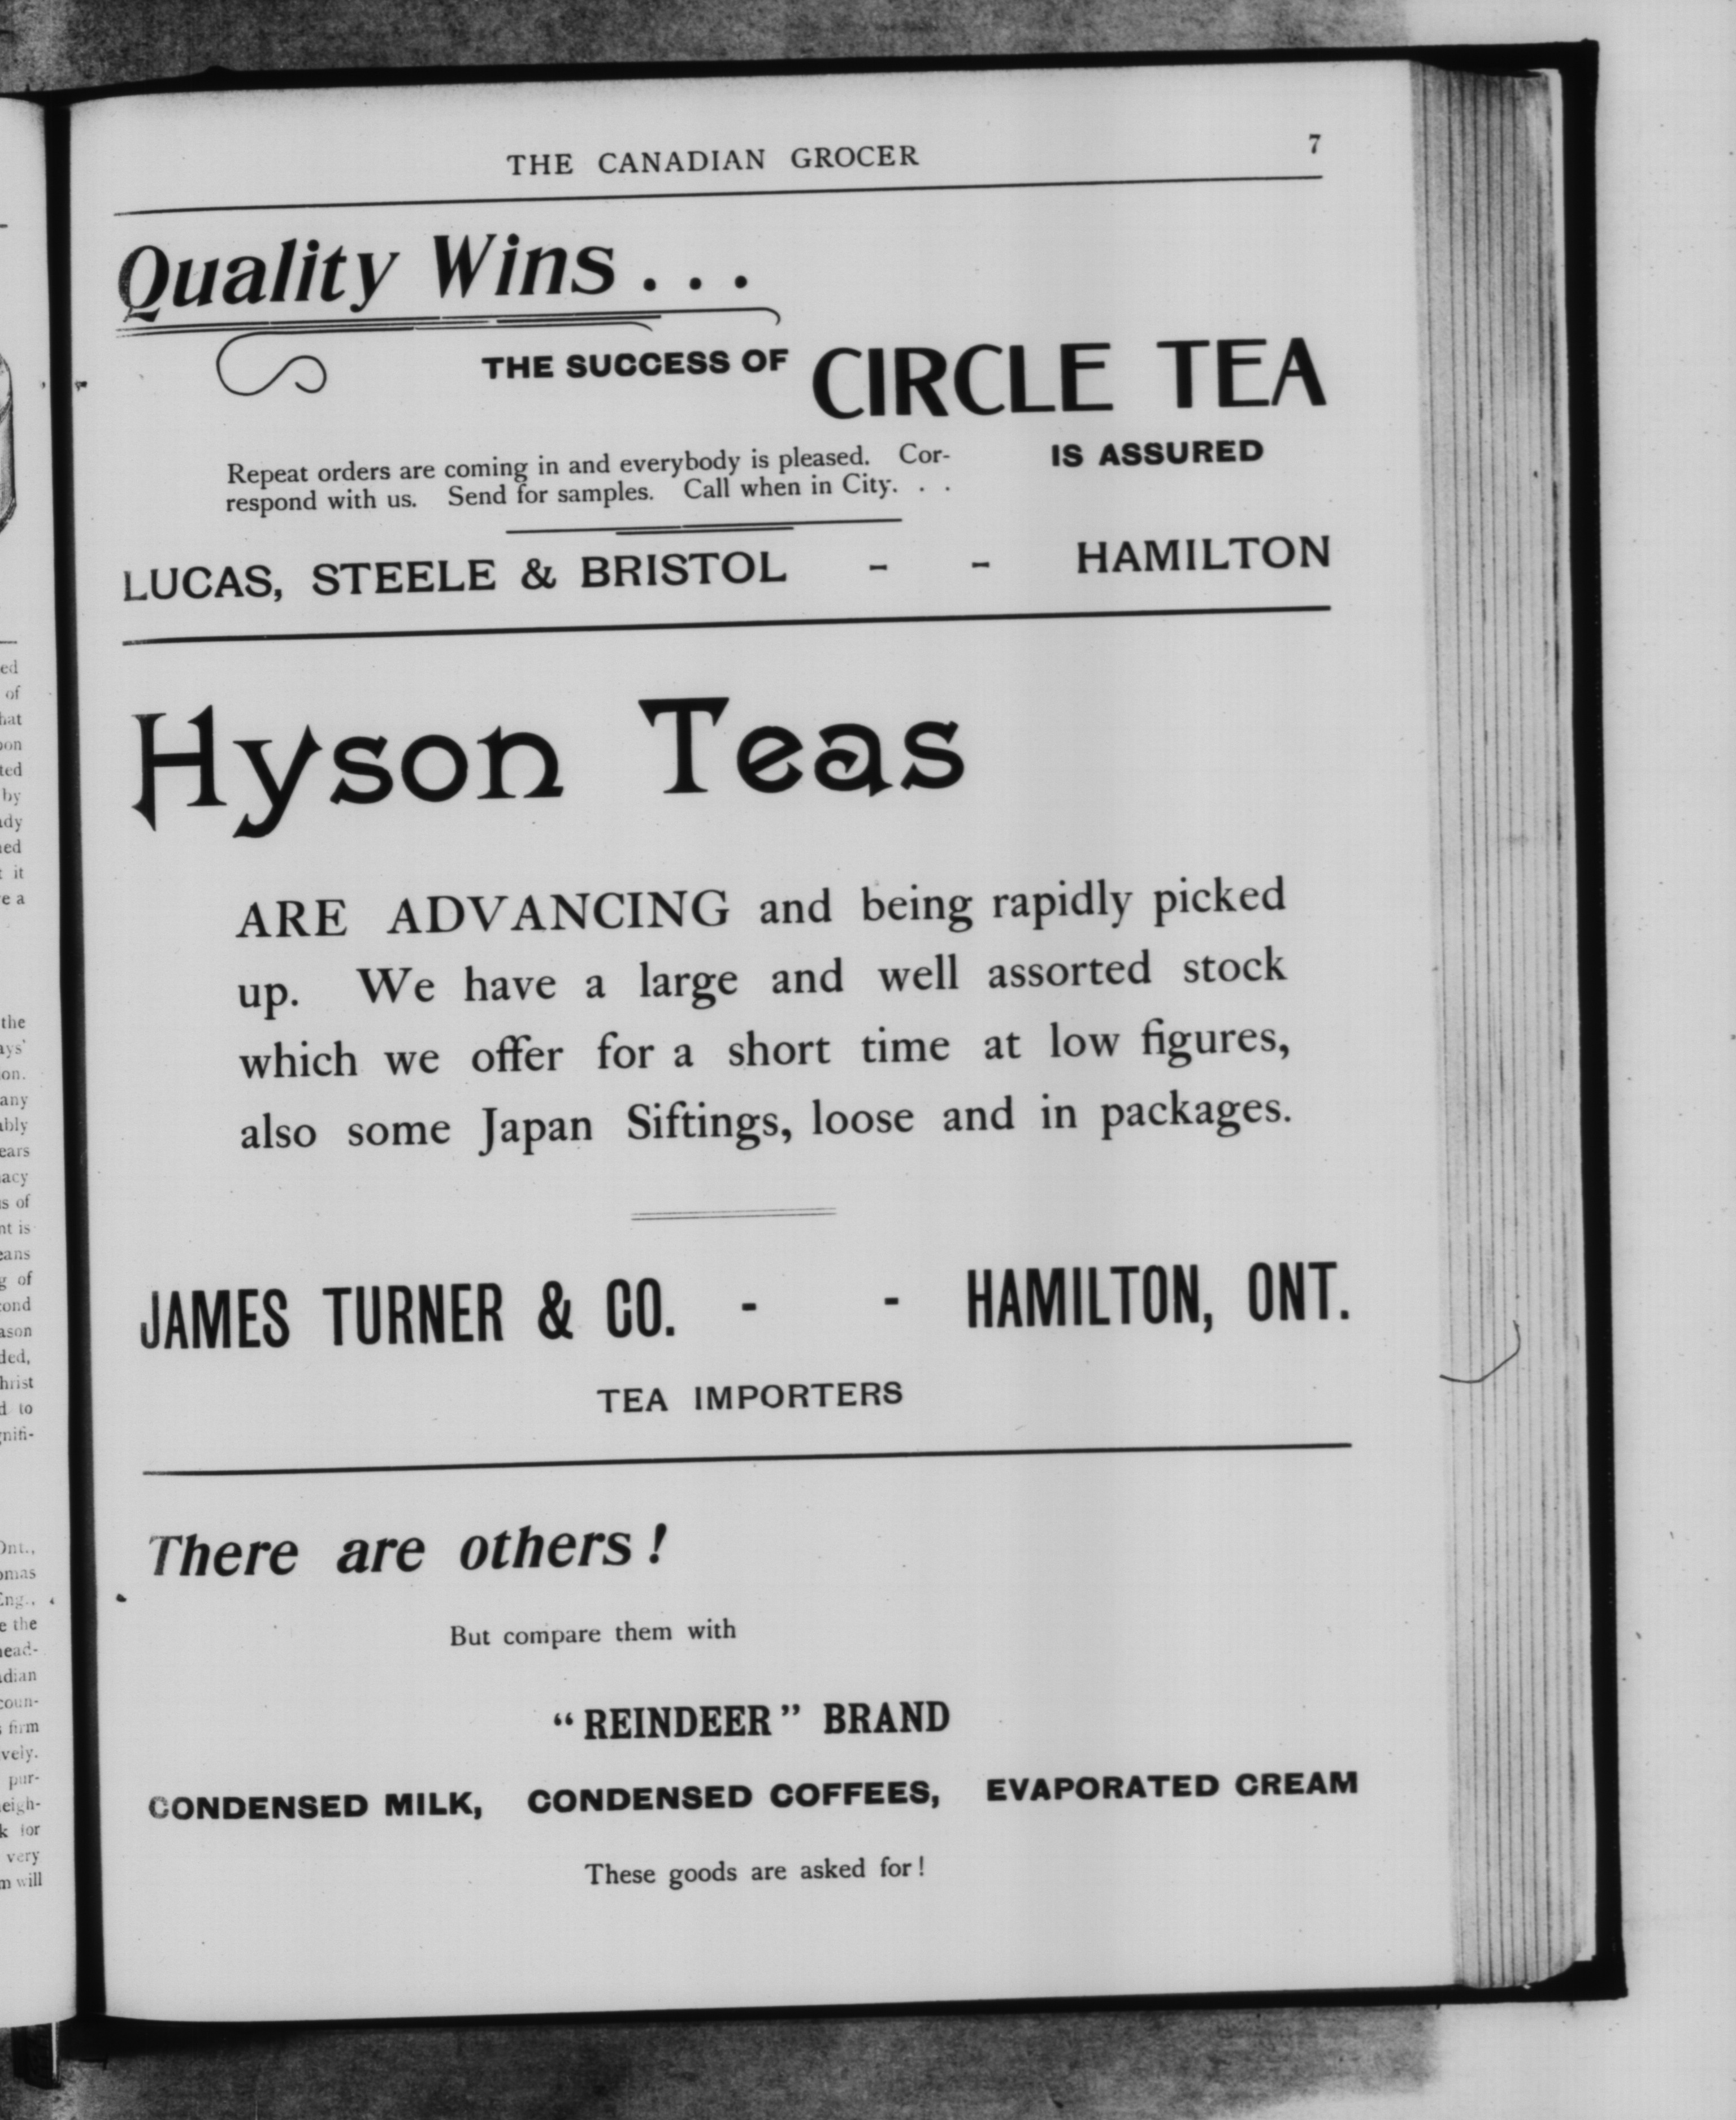 THE CANADIAN GROCER 7
Quality Wins . . .
THE SUCCESS OF CIRCLE TEA
IS ASSURED
Repeat orders are coming in and everybody is pleased. Cor-
respond with us. Send for samples. Call when in City. . .
LUCAS, STEELE & BRISTOL - - HAMILTON
Hyson Teas
ARE ADVANCING and being rapidly picked
up. We have a large and well assorted stock
which we offer for a short time at low figures,
also some Japan Siftings, loose and in packages.
JAMES TURNER & CO. - - HAMILTON, ONT.
TEA IMPORTERS
There are others !
But compare them with
“REINDEER” BRAND
CONDENSED MILK, CONDENSED COFFEES, EVAPORATED CREAM
These goods are asked for !